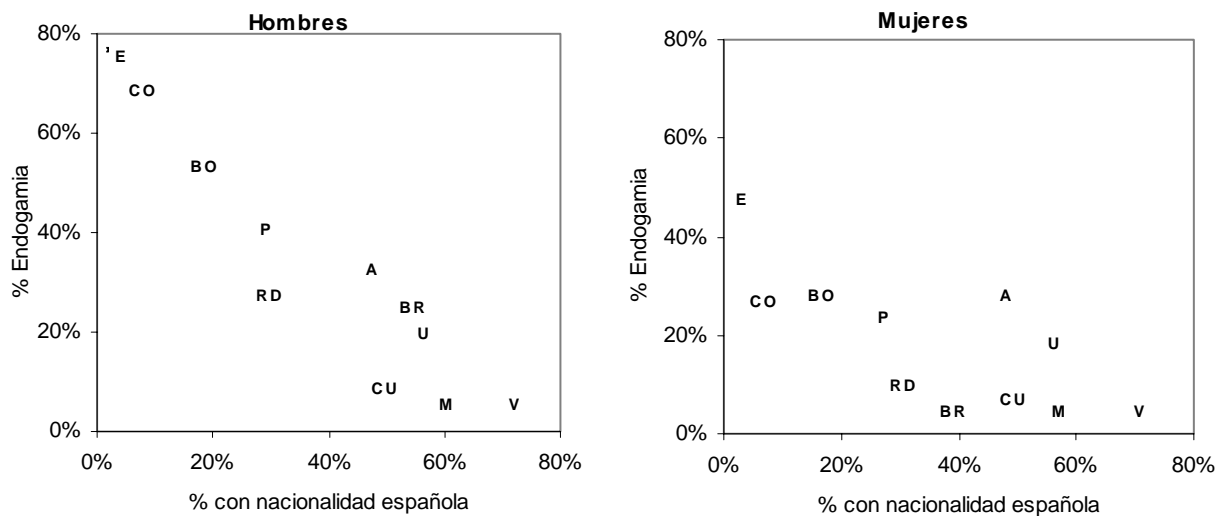 Hombres
80%
60%
40%
20%
0%
0%
20%
40%
60%
80%
% Endogamia
% con nacionalidad española
E
CO
BO
P
RD
A
BR
U
CU
M
V
Mujeres
80%
60%
40%
20%
0%
0%
20%
40%
60%
80%
% Endogamia
% con nacionalidad española
E
CO
BO
P
RD
BR
A
U
CU
M
V